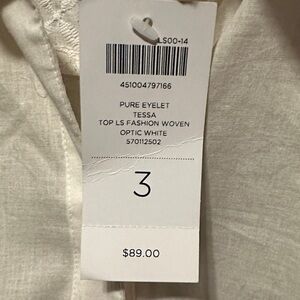 LS00-14
451004797166
PURE EYELET
TESSA
TOP LS FASHION WOVEN
OPTIC WHITE
570112502
3
$89.00